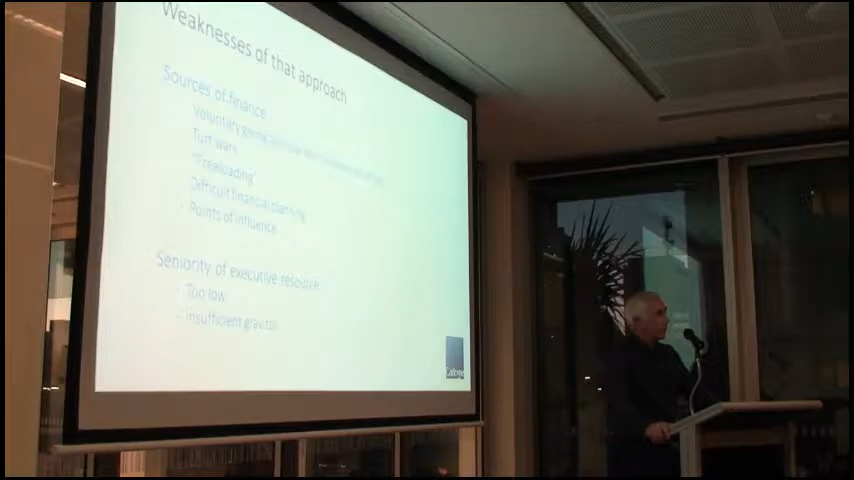 Weaknesses of that approach
Sources of finance
Voluntary
Turf wars
"Freeloading"
Difficult financial planning
Points of influence
Seniority of executive resource
- Too low
- Insufficient gravitas